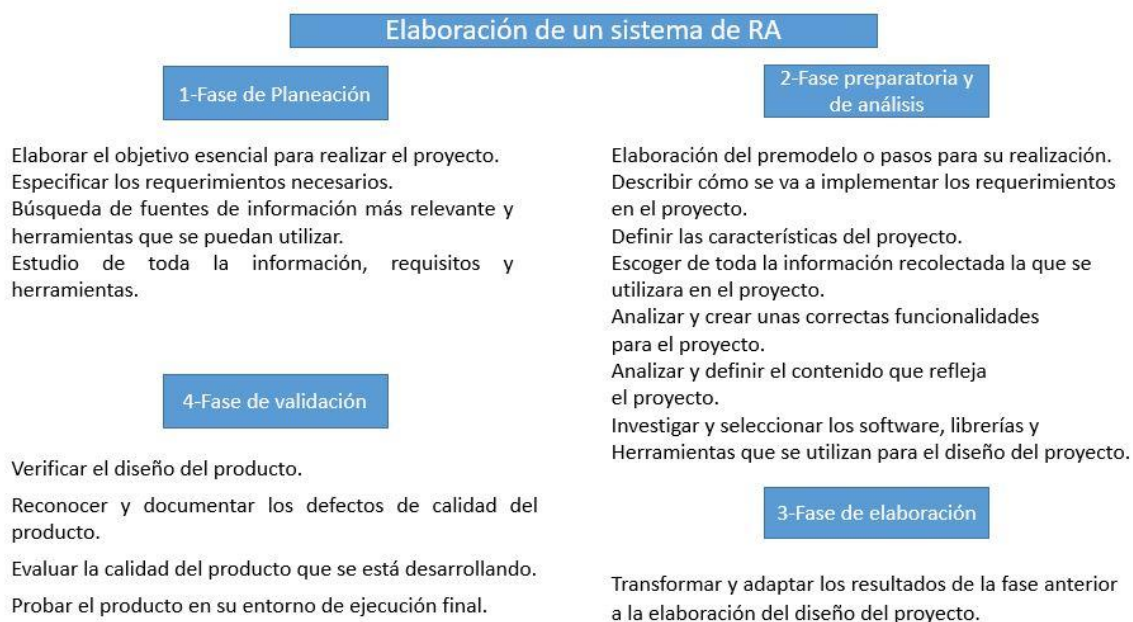 Elaboración de un sistema de RA
1-Fase de Planeación
Elaborar el objetivo esencial para realizar el proyecto.
Especificar los requerimientos necesarios.
Búsqueda de fuentes de información más relevante y
herramientas que se puedan utilizar.
Estudio de toda la información, requisitos y
herramientas.
2-Fase preparatoria y
de análisis
Elaboración del premodelo o pasos para su realización.
Describir cómo se va a implementar los requerimientos
en el proyecto.
Definir las características del proyecto.
Escoger de toda la información recolectada la que se
utilizara en el proyecto.
Analizar y crear unas correctas funcionalidades
para el proyecto.
Analizar y definir el contenido que refleja
el proyecto.
Investigar y seleccionar los software, librerías y
Herramientas que se utilizan para el diseño del proyecto.
3-Fase de elaboración
Transformar y adaptar los resultados de la fase anterior
a la elaboración del diseño del proyecto.
4-Fase de validación
Verificar el diseño del producto.
Reconocer y documentar los defectos de calidad del
producto.
Evaluar la calidad del producto que se está desarrollando.
Probar el producto en su entorno de ejecución final.